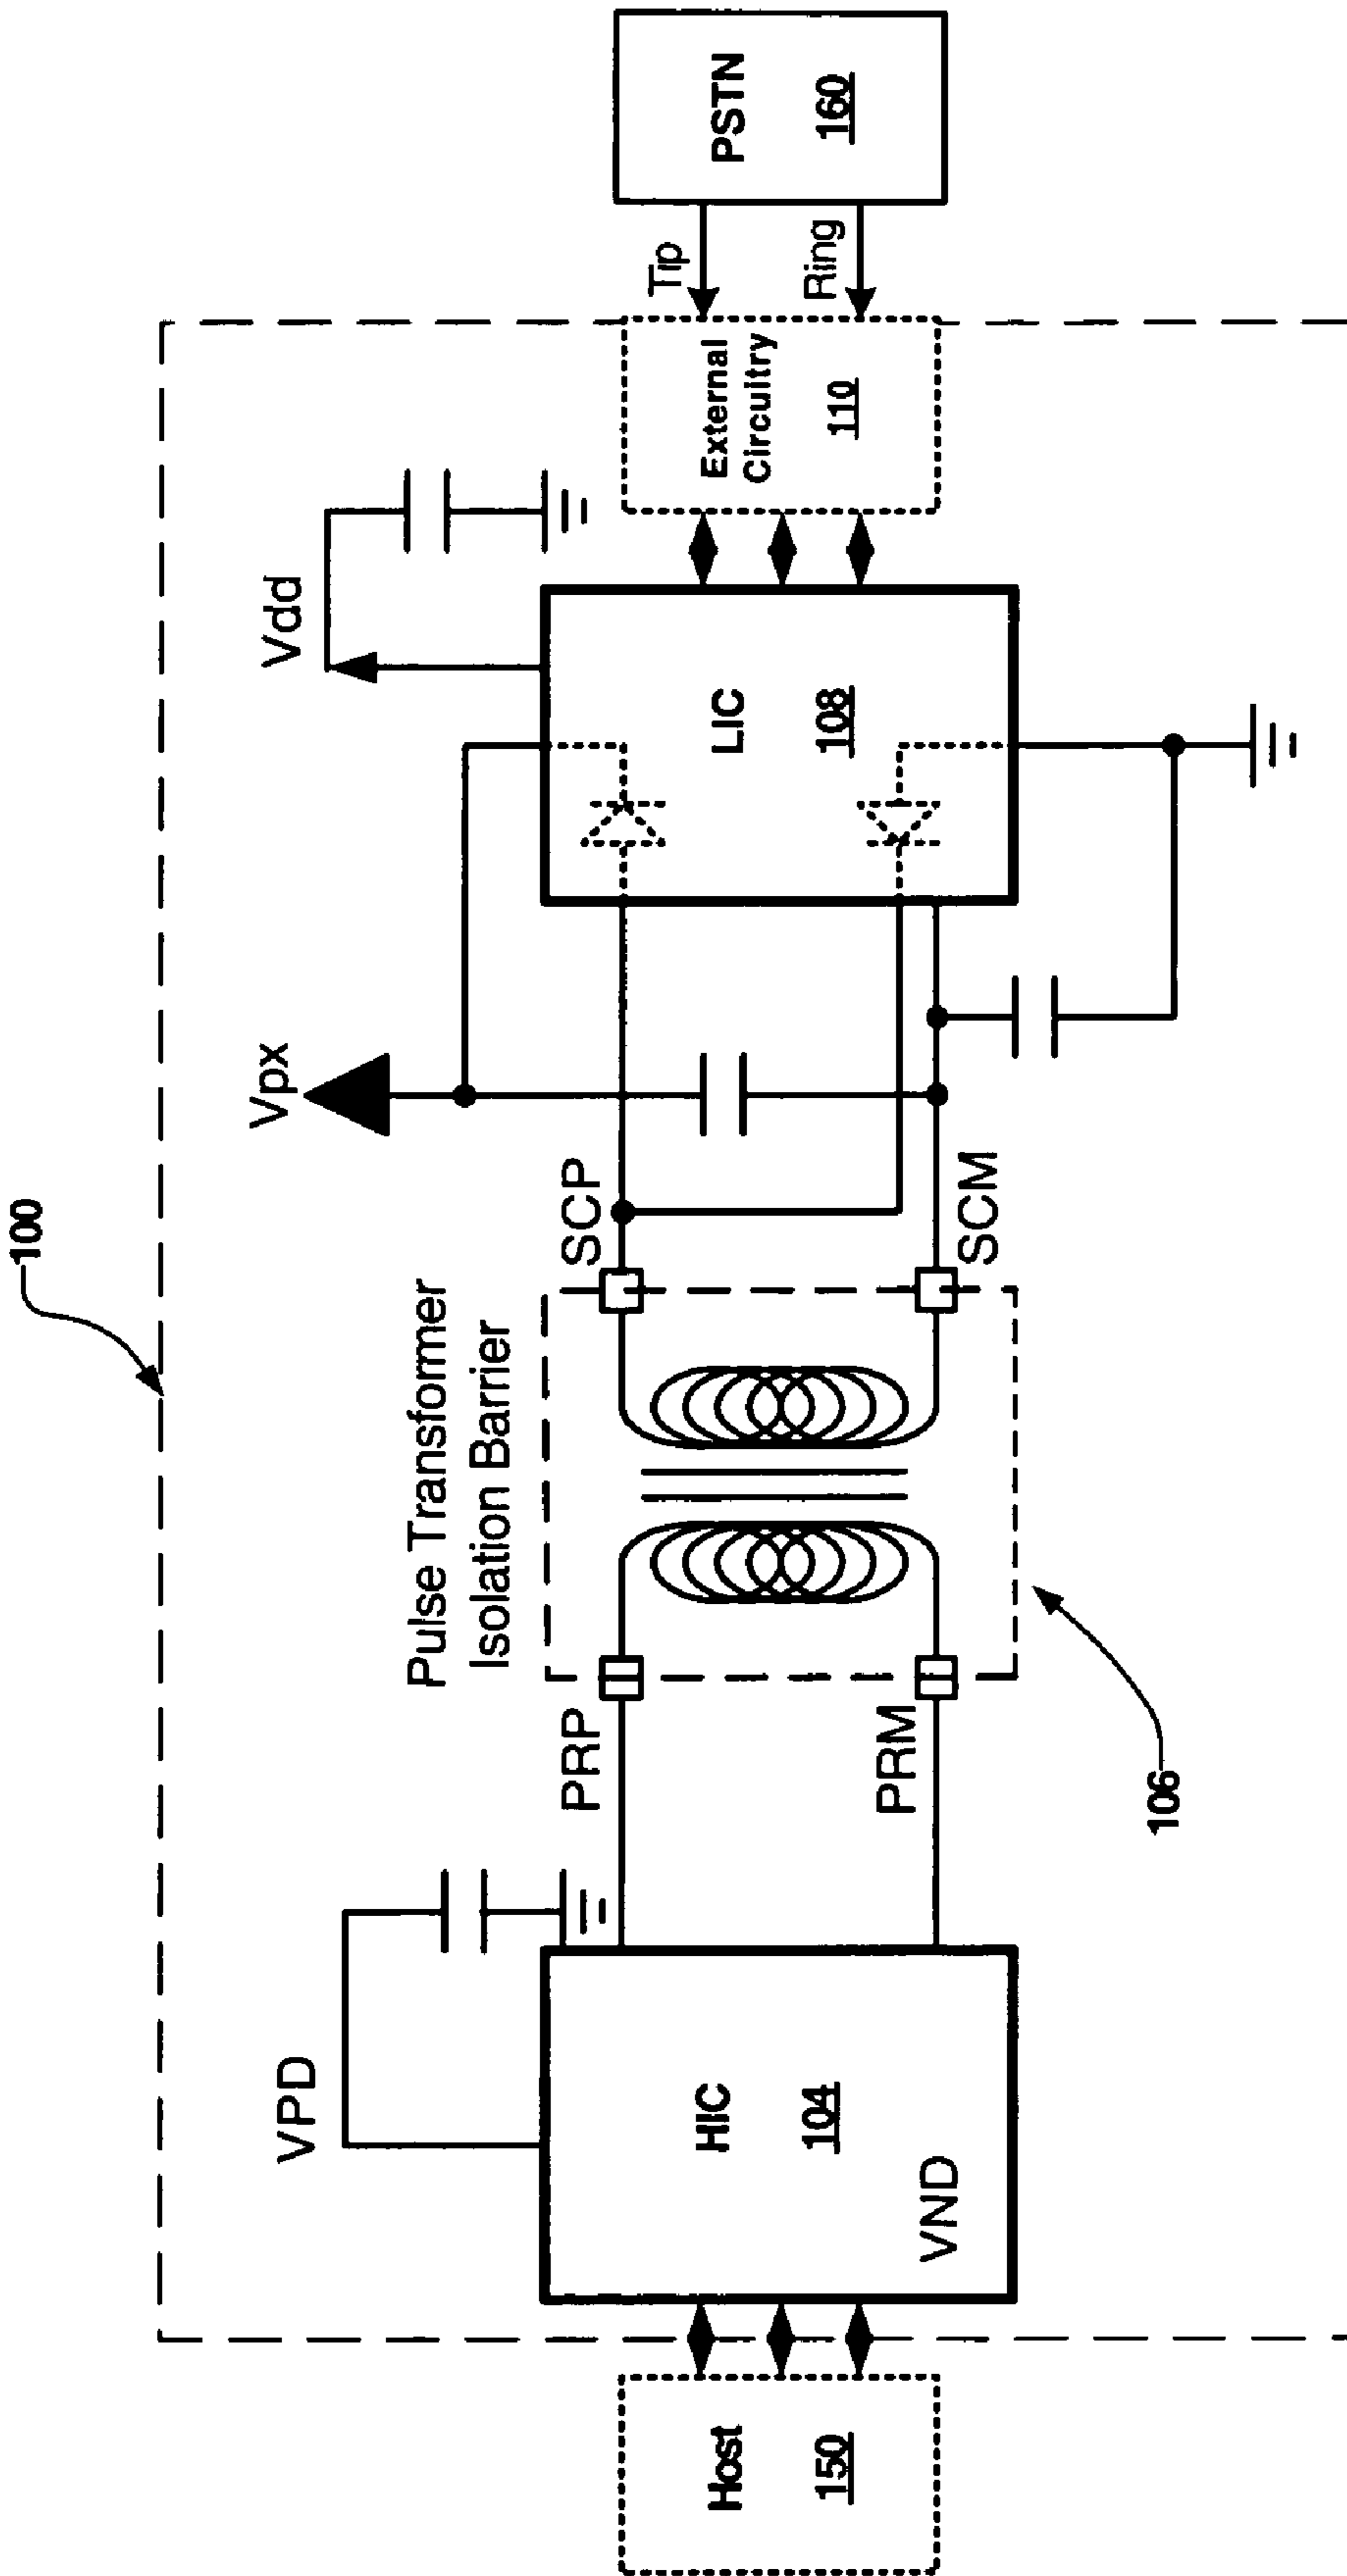 100
Vpx
Vdd
VPD
Pulse Transformer
Isolation Barrier
PRP
SCP
PRM
SCM
Host
150
HIC
104
VND
LIC
108
External
Circuitry
110
Tip
Ring
PSTN
160
106